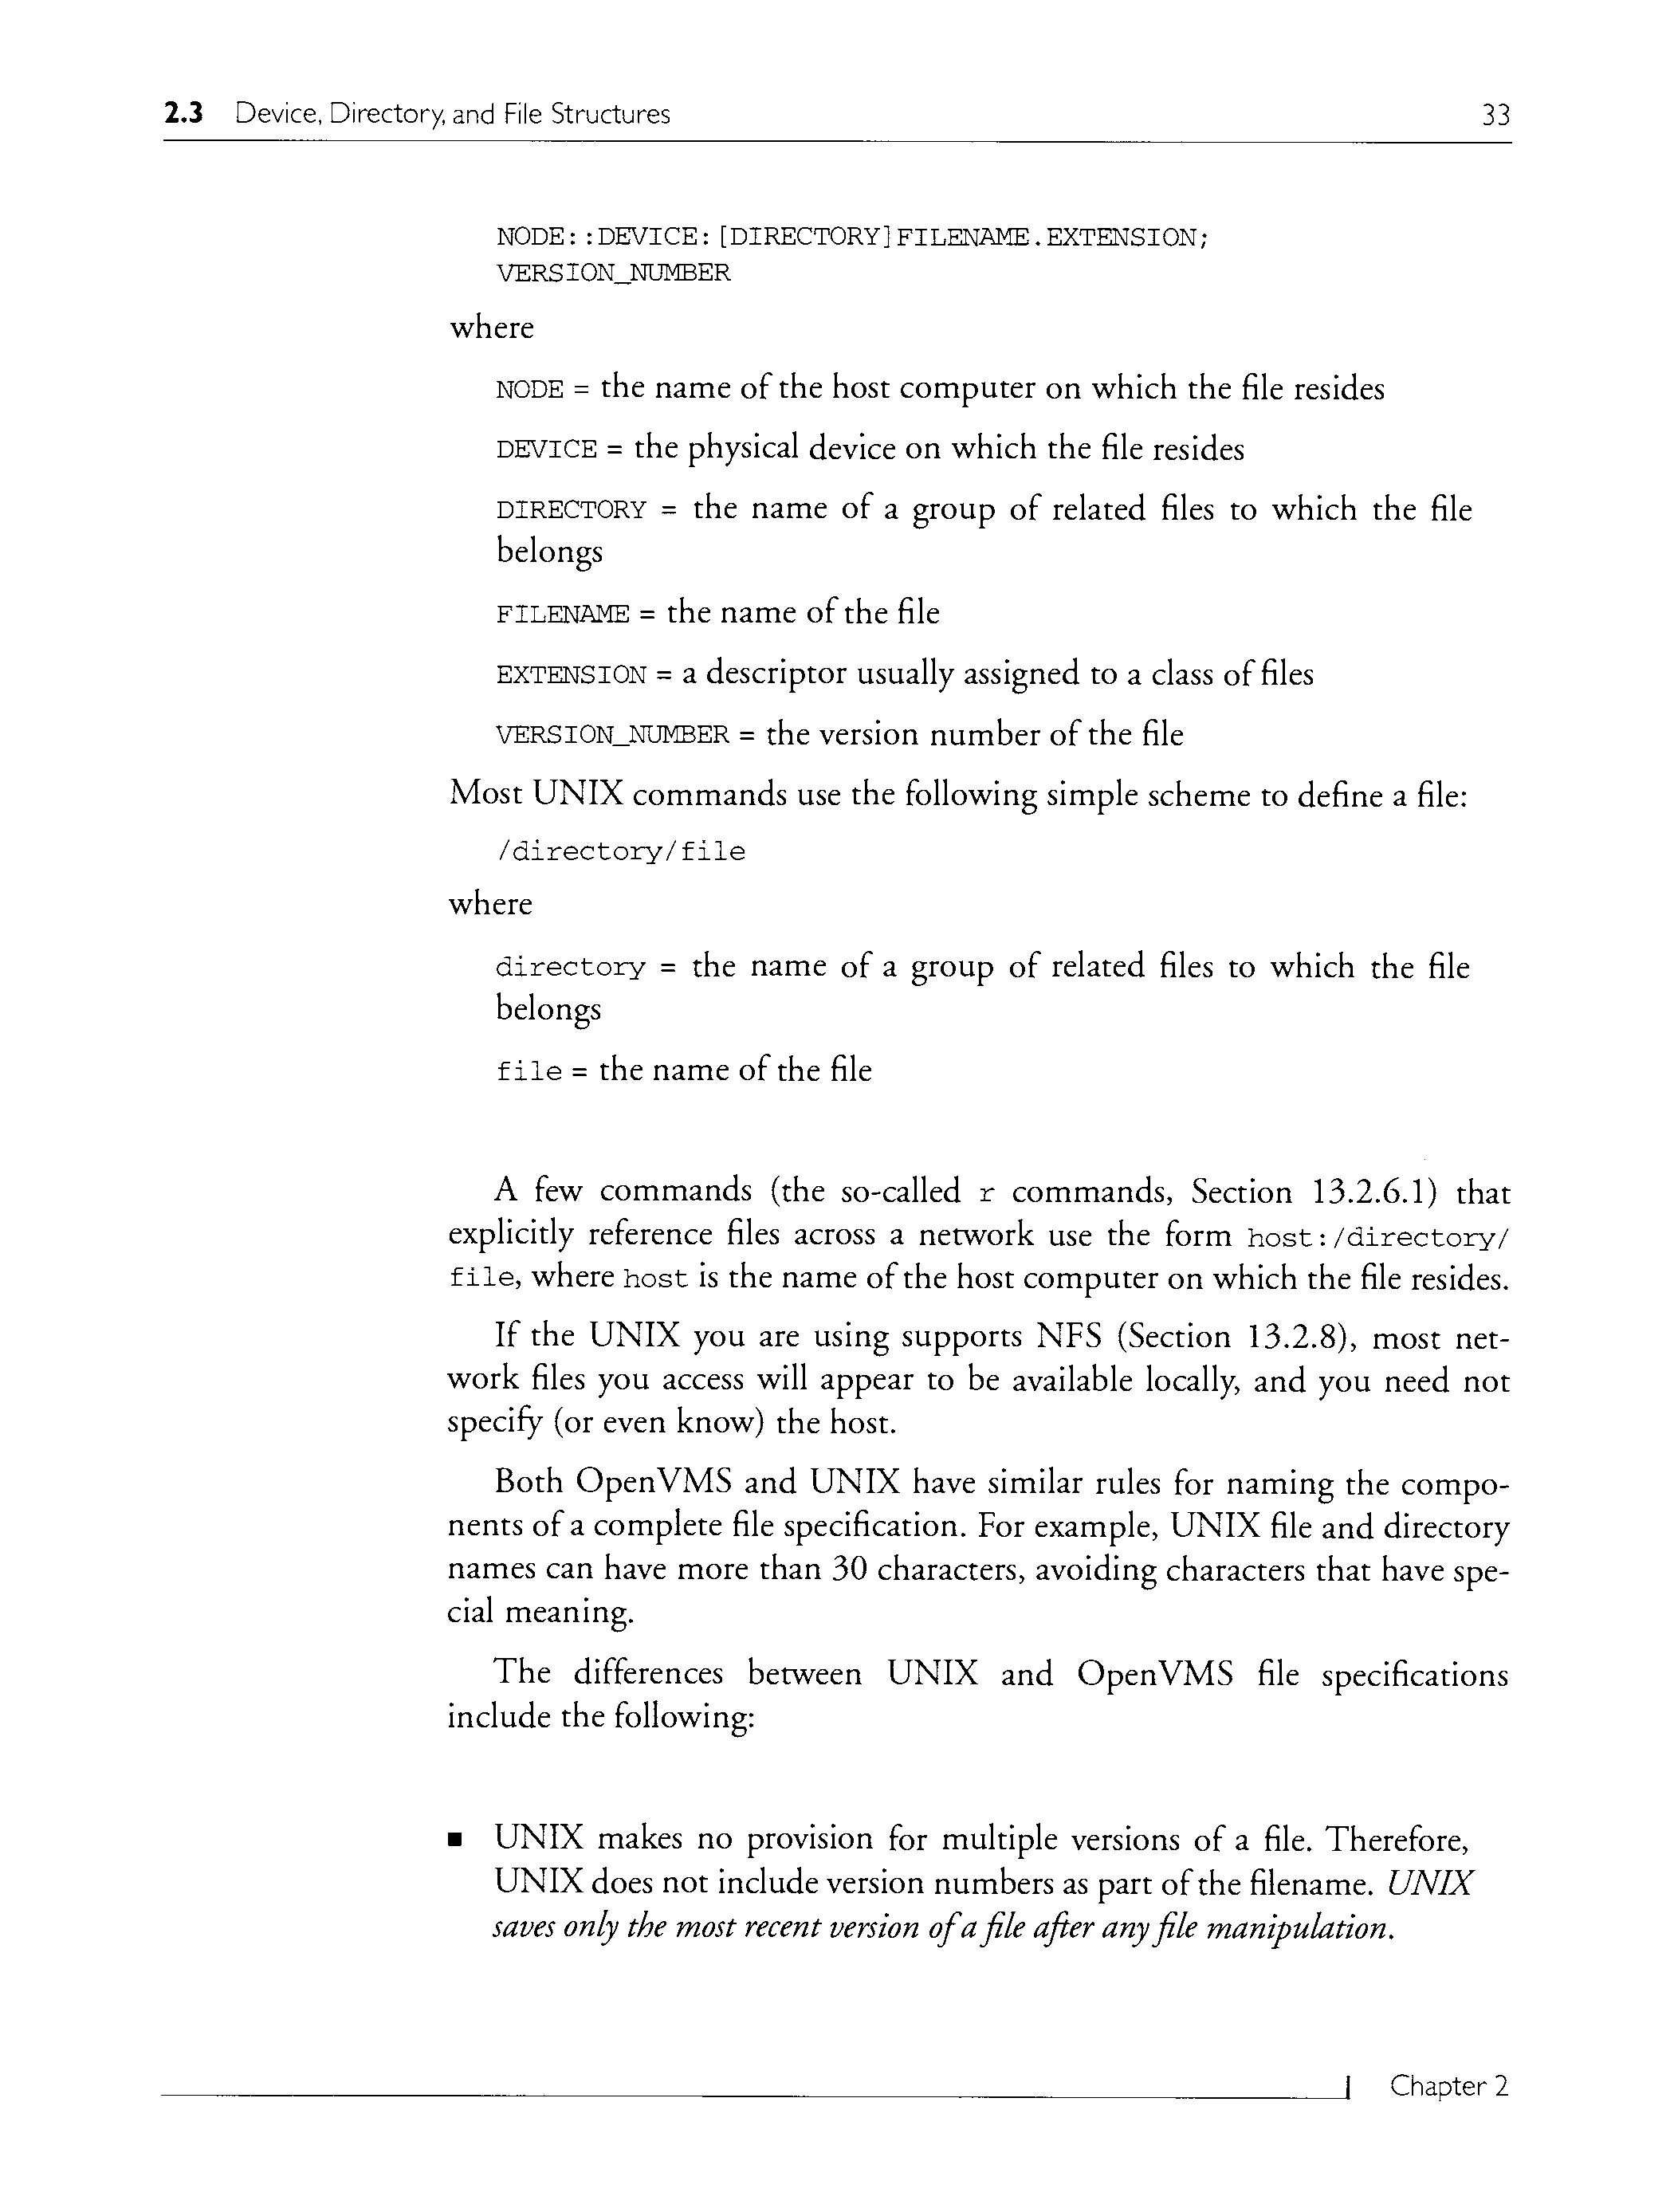 2.3 Device, Directory, and File Structures 33
NODE::DEVICE:[DIRECTORY]FILENAME.EXTENSION;
VERSION_NUMBER
where
NODE = the name of the host computer on which the file resides
DEVICE = the physical device on which the file resides
DIRECTORY = the name of a group of related files to which the file
belongs
FILENAME = the name of the file
EXTENSION = a descriptor usually assigned to a class of files
VERSION_NUMBER = the version number of the file
Most UNIX commands use the following simple scheme to define a file:
/directory/file
where
directory = the name of a group of related files to which the file
belongs
file = the name of the file
A few commands (the so-called r commands, Section 13.2.6.1) that
explicitly reference files across a network use the form host:/directory/
file, where host is the name of the host computer on which the file resides.
If the UNIX you are using supports NFS (Section 13.2.8), most net-
work files you access will appear to be available locally, and you need not
specify (or even know) the host.
Both OpenVMS and UNIX have similar rules for naming the compo-
nents of a complete file specification. For example, UNIX file and directory
names can have more than 30 characters, avoiding characters that have spe-
cial meaning.
The differences between UNIX and OpenVMS file specifications
include the following:
■ UNIX makes no provision for multiple versions of a file. Therefore,
UNIX does not include version numbers as part of the filename. UNIX
saves only the most recent version of a file after any file manipulation.
Chapter 2